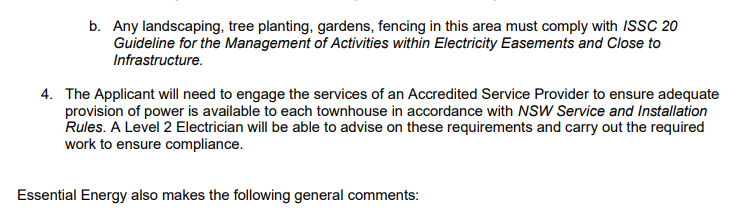 b. Any landscaping, tree planting, gardens, fencing in this area must comply with ISSC 20
Guideline for the Management of Activities within Electricity Easements and Close to
Infrastructure.
4. The Applicant will need to engage the services of an Accredited Service Provider to ensure adequate
provision of power is available to each townhouse in accordance with NSW Service and Installation
Rules. A Level 2 Electrician will be able to advise on these requirements and carry out the required
work to ensure compliance.
Essential Energy also makes the following general comments: